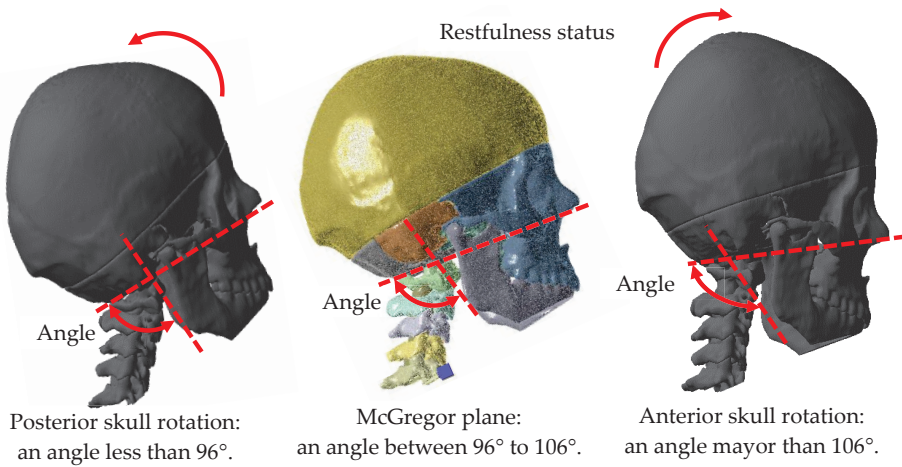 Restfulness status
Angle
Angle
Angle
Posterior skull rotation:
an angle less than 96°.
McGregor plane:
an angle between 96° to 106°.
Anterior skull rotation:
an angle mayor than 106°.